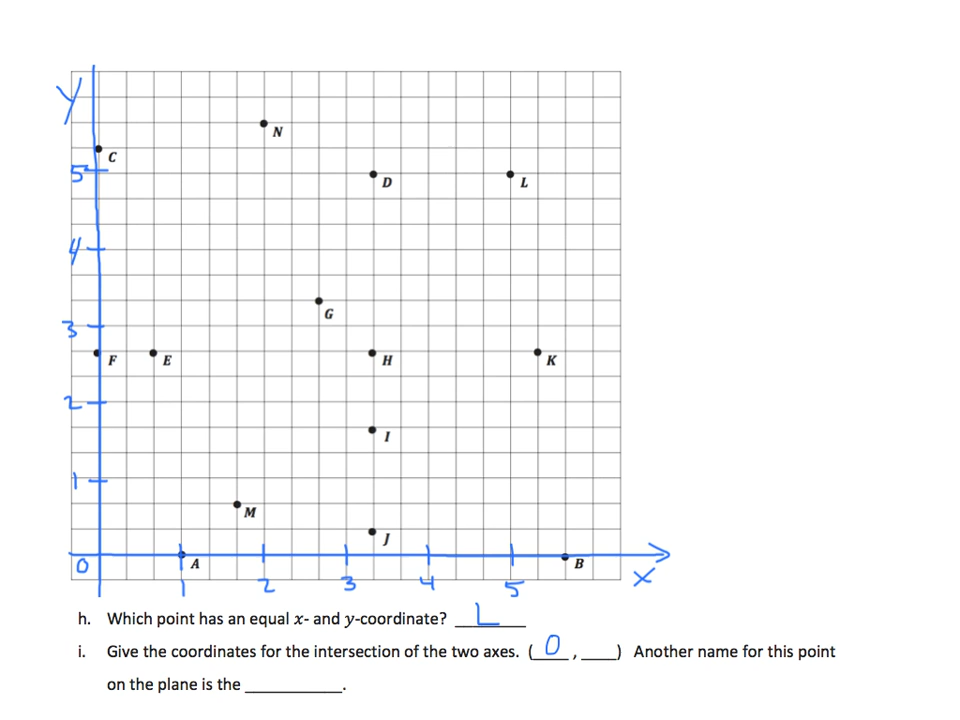 Y
N
C
5
D
L
4
G
3
F
E
H
K
2
I
1
M
J
0
A
B
1
2
3
4
5
X
h. Which point has an equal x- and y-coordinate? L
i. Give the coordinates for the intersection of the two axes. (0,___) Another name for this point
on the plane is the ___________.